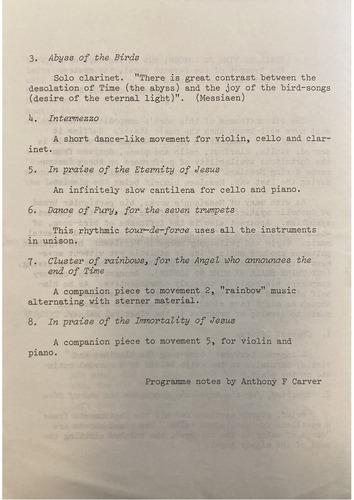 3. Abyss of the Birds
Solo clarinet. "There is great contrast between the
desolation of Time (the abyss) and the joy of the bird-songs
(desire of the eternal light)". (Messiaen)
4. Intermezzo
A short dance-like movement for violin, cello and clar-
inet.
5. In praise of the Eternity of Jesus
An infinitely slow cantilena for cello and piano.
6. Dance of Fury, for the seven trumpets
This rhythmic tour-de-force uses all the instruments
in unison.
7. Cluster of rainbows, for the Angel who announces the
end of Time
A companion piece to movement 2, "rainbow" music
alternating with sterner material.
8. In praise of the Immortality of Jesus
A companion piece to movement 5, for violin and
piano.
Programme notes by Anthony F Carver